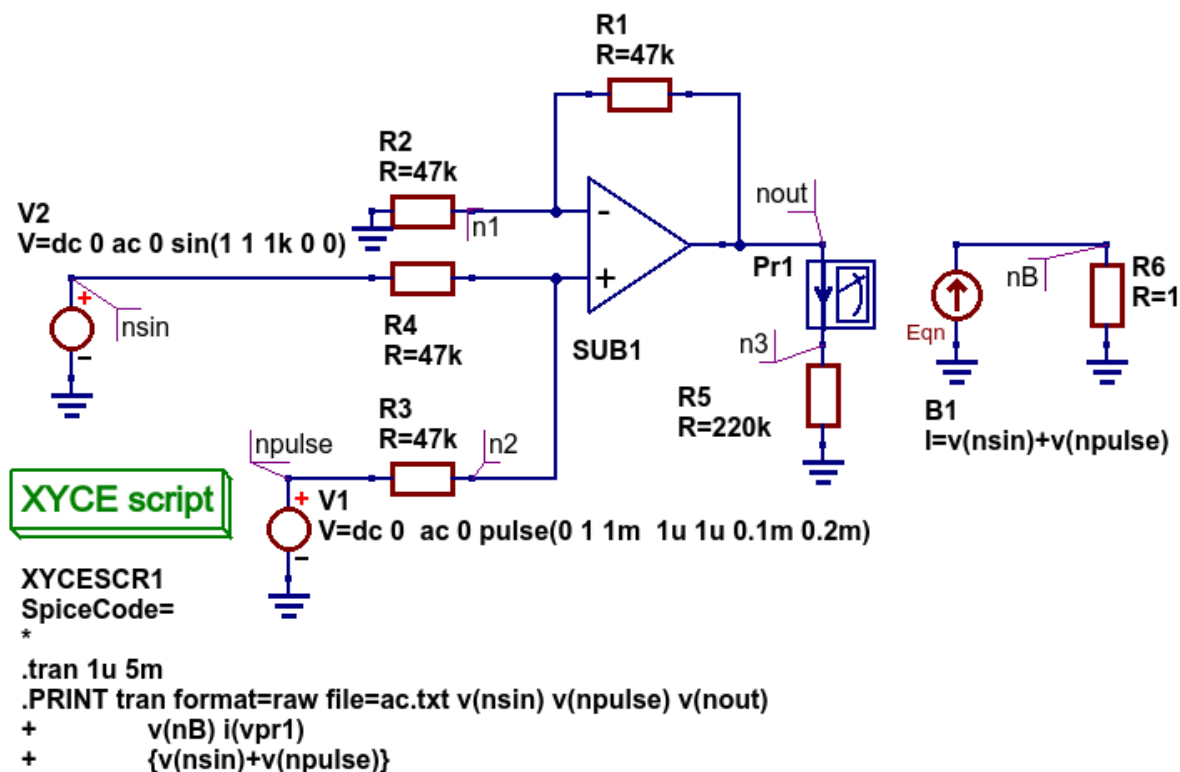 R1
R=47k
R2
R=47k
n1
nout
V2
V=dc 0 ac 0 sin(1 1 1k 0 0)
-
+
Pr1
nB
R6
R=1
+
nsin
-
R4
R=47k
SUB1
n3
Eqn
R3
R=47k
R5
R=220k
B1
I=v(nsin)+v(npulse)
npulse
n2
XYCE script
+
V1
V=dc 0 ac 0 pulse(0 1 1m 1u 1u 0.1m 0.2m)
-
XYCESCR1
SpiceCode=
*
.tran 1u 5m
.PRINT tran format=raw file=ac.txt v(nsin) v(npulse) v(nout)
+ v(nB) i(vpr1)
+ {v(nsin)+v(npulse)}